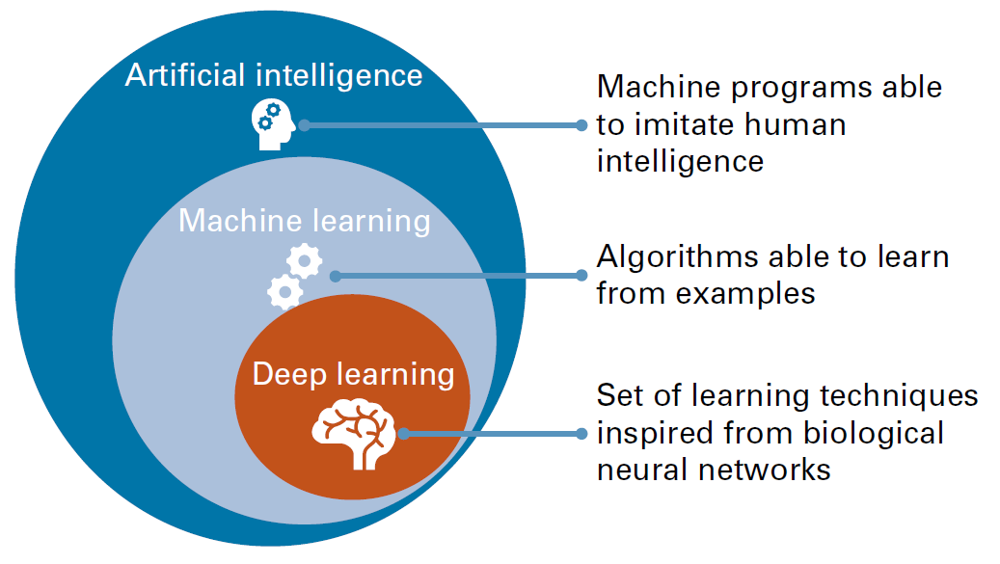 Artificial intelligence
Machine programs able
to imitate human
intelligence
Machine learning
Algorithms able to learn
from examples
Deep learning
Set of learning techniques
inspired from biological
neural networks